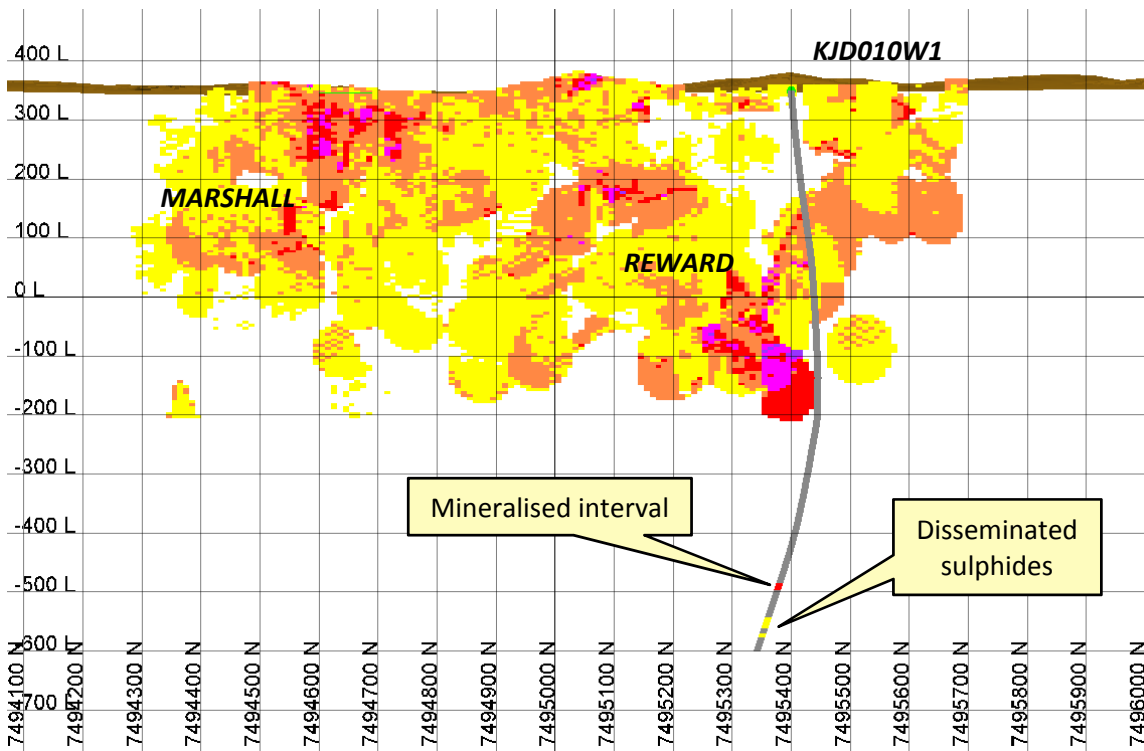 KJD010W1
400 L
300 L
200 L
MARSHALL
100 L
REWARD
0 L
-100 L
-200 L
-300 L
Mineralised interval
-400 L
Disseminated
sulphides
-500 L
-600 L
-700 L
7494100 N
7494200 N
7494300 N
7494400 N
7494500 N
7494600 N
7494700 N
7494800 N
7494900 N
7495000 N
7495100 N
7495200 N
7495300 N
7495400 N
7495500 N
7495600 N
7495700 N
7495800 N
7495900 N
7496000 N